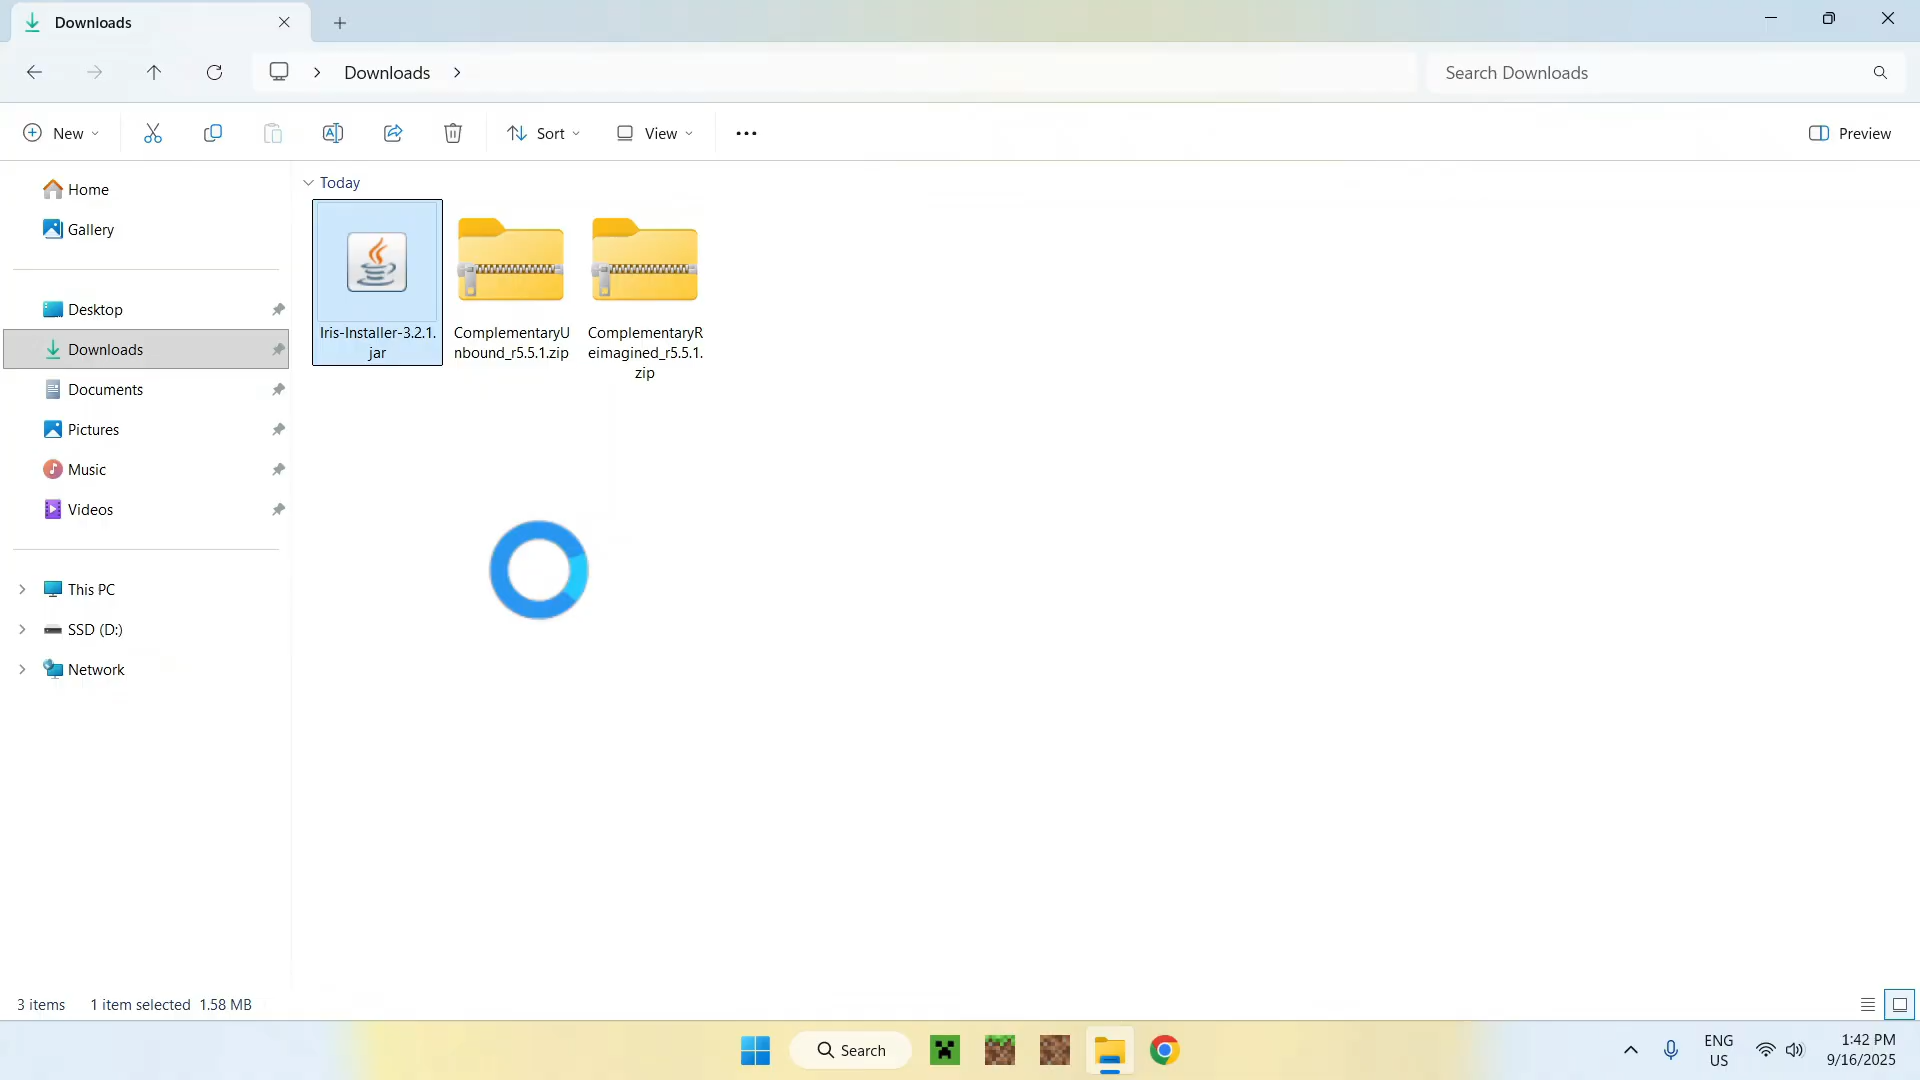 Downloads
Downloads
Search Downloads
New
Sort
View
Preview
Home
Gallery
Desktop
Downloads
Documents
Pictures
Music
Videos
This PC
SSD (D:)
Network
Today
Iris-Installer-3.2.1.
jar
ComplementaryU
nbound_r5.5.1.zip
ComplementaryR
eimagined_r5.5.1.
zip
3 items 1 item selected 1.58 MB
Search
ENG
US
1:42 PM
9/16/2025